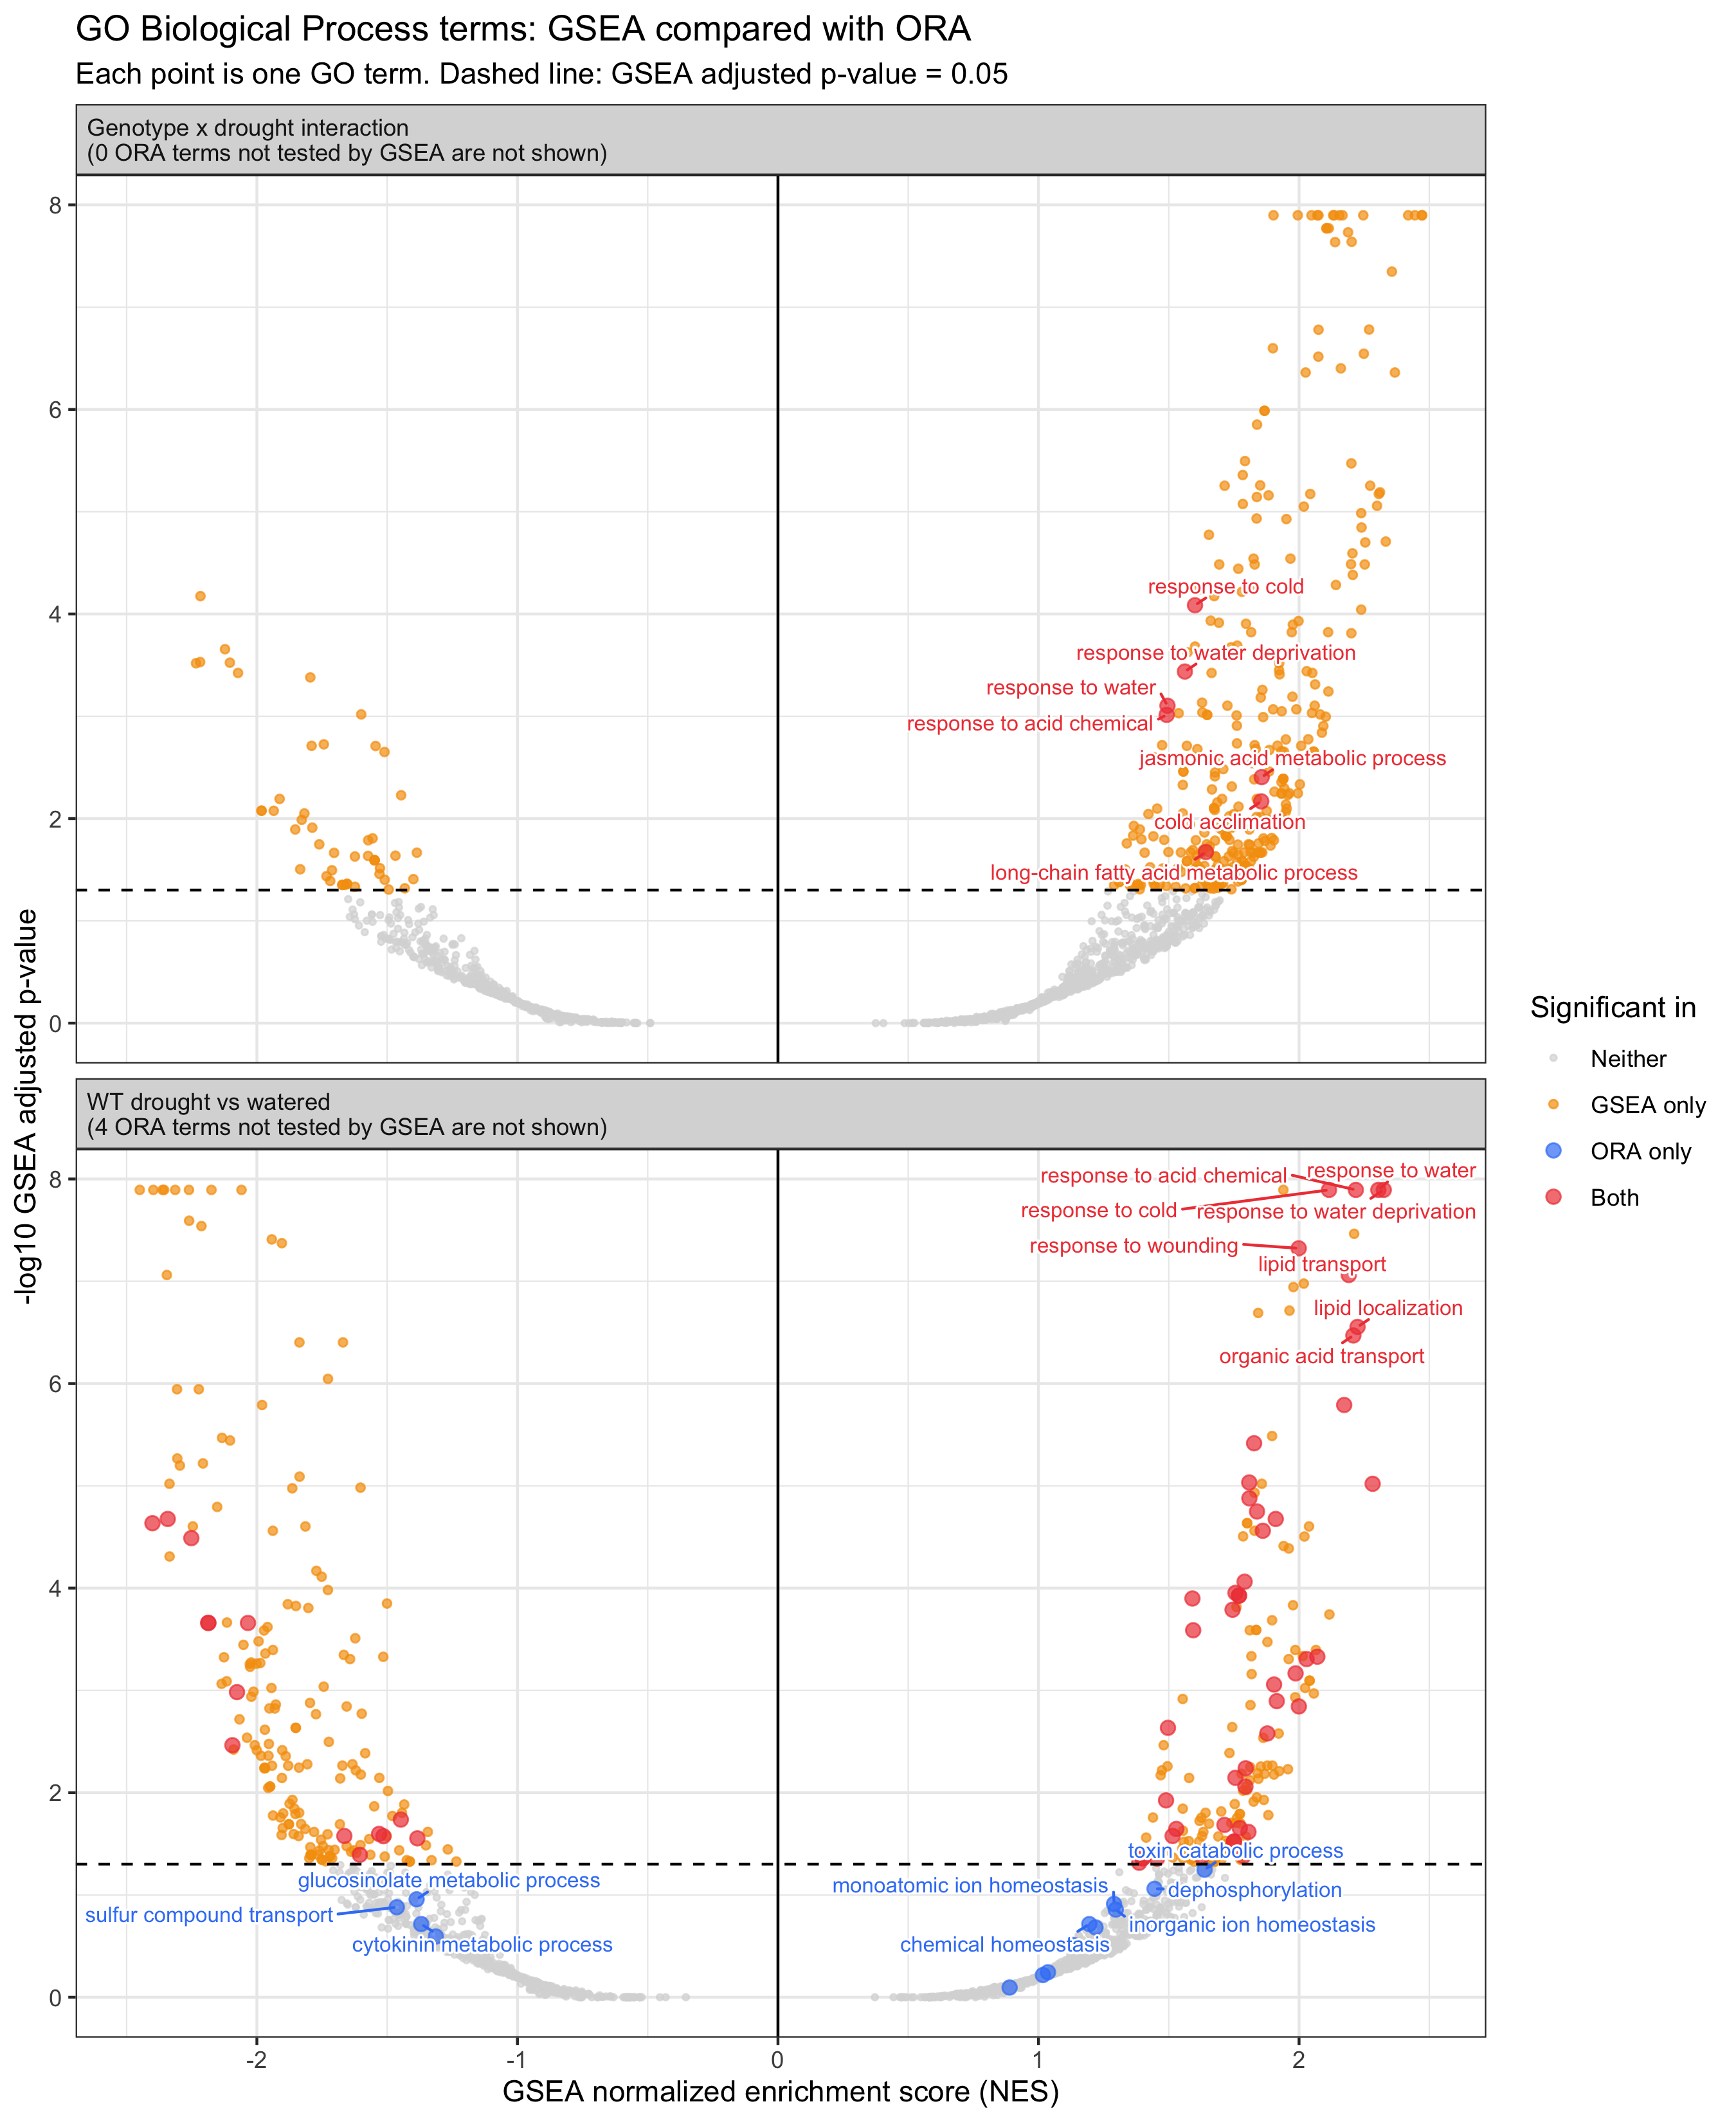 GO Biological Process terms: GSEA compared with ORA
Each point is one GO term. Dashed line: GSEA adjusted p-value = 0.05
Genotype x drought interaction
(0 ORA terms not tested by GSEA are not shown)
8
6
4
2
0
response to cold
response to water deprivation
response to water
response to acid chemical
jasmonic acid metabolic process
cold acclimation
long-chain fatty acid metabolic process
-log10 GSEA adjusted p-value
WT drought vs watered
(4 ORA terms not tested by GSEA are not shown)
8
6
4
2
0
response to acid chemical
response to water
response to cold
response to water deprivation
response to wounding
lipid transport
lipid localization
organic acid transport
toxin catabolic process
glucosinolate metabolic process
monoatomic ion homeostasis
dephosphorylation
sulfur compound transport
inorganic ion homeostasis
cytokinin metabolic process
chemical homeostasis
-2
-1
0
1
2
GSEA normalized enrichment score (NES)
Significant in
Neither
GSEA only
ORA only
Both